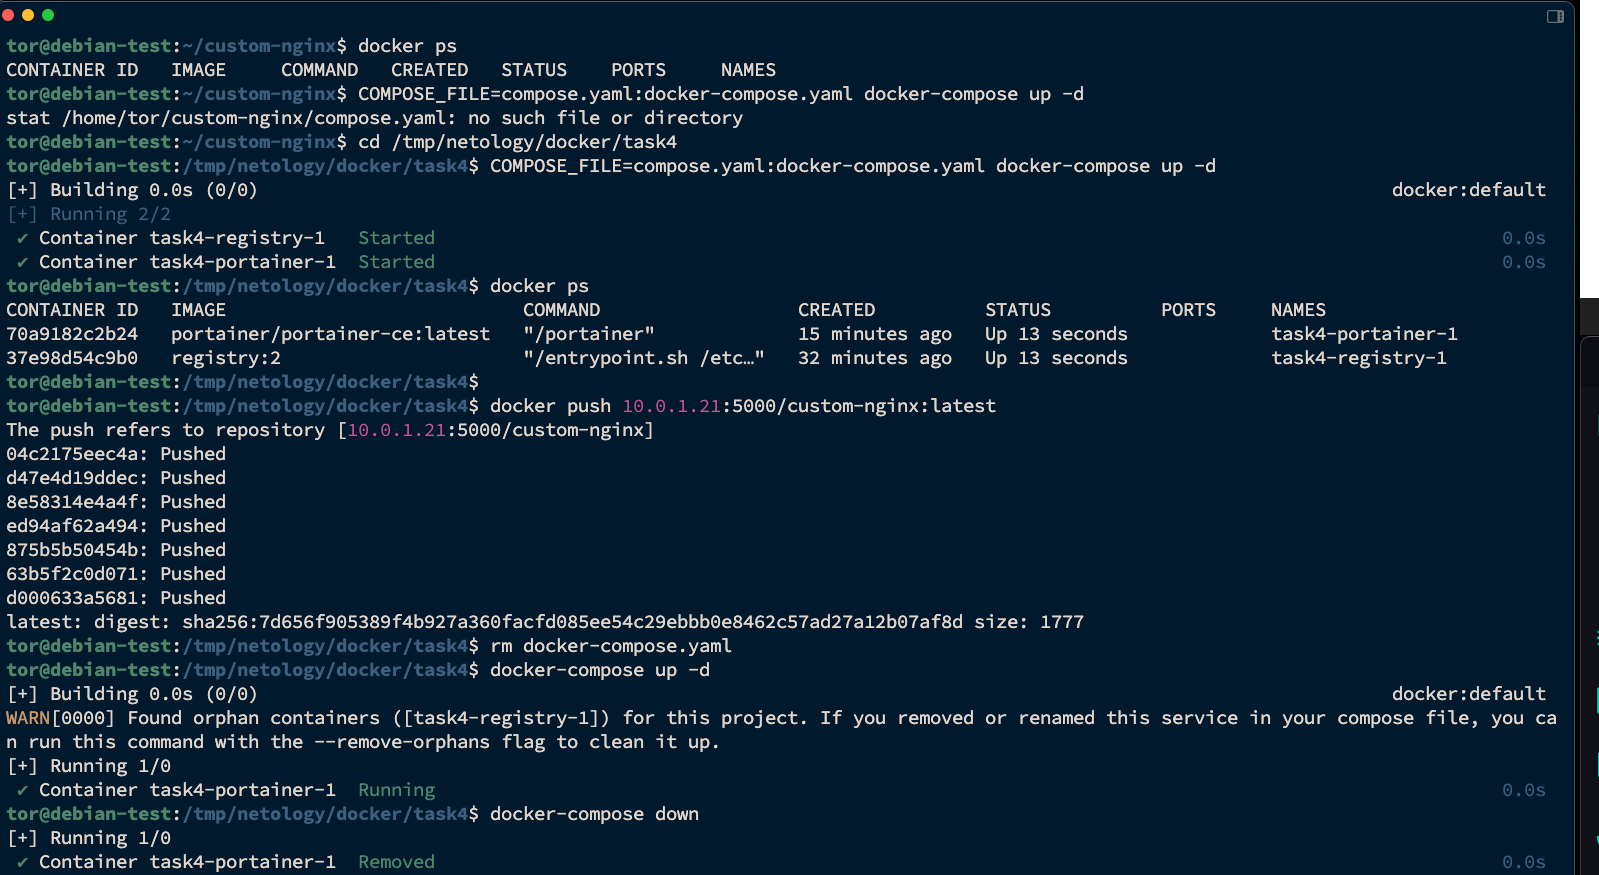 tor@debian-test:~/custom-nginx$ docker ps
CONTAINER ID   IMAGE     COMMAND   CREATED   STATUS    PORTS     NAMES
tor@debian-test:~/custom-nginx$ COMPOSE_FILE=compose.yaml:docker-compose.yaml docker-compose up -d
stat /home/tor/custom-nginx/compose.yaml: no such file or directory
tor@debian-test:~/custom-nginx$ cd /tmp/netology/docker/task4
tor@debian-test:/tmp/netology/docker/task4$ COMPOSE_FILE=compose.yaml:docker-compose.yaml docker-compose up -d
[+] Building 0.0s (0/0)                                                                                                       docker:default
[+] Running 2/2
 ✔ Container task4-registry-1   Started                                                                                                 0.0s
 ✔ Container task4-portainer-1  Started                                                                                                 0.0s
tor@debian-test:/tmp/netology/docker/task4$ docker ps
CONTAINER ID   IMAGE                           COMMAND                  CREATED          STATUS          PORTS     NAMES
70a9182c2b24   portainer/portainer-ce:latest   "/portainer"             15 minutes ago   Up 13 seconds             task4-portainer-1
37e98d54c9b0   registry:2                      "/entrypoint.sh /etc…"   32 minutes ago   Up 13 seconds             task4-registry-1
tor@debian-test:/tmp/netology/docker/task4$
tor@debian-test:/tmp/netology/docker/task4$ docker push 10.0.1.21:5000/custom-nginx:latest
The push refers to repository [10.0.1.21:5000/custom-nginx]
04c2175eec4a: Pushed
d47e4d19ddec: Pushed
8e58314e4a4f: Pushed
ed94af62a494: Pushed
875b5b50454b: Pushed
63b5f2c0d071: Pushed
d000633a5681: Pushed
latest: digest: sha256:7d656f905389f4b927a360facfd085ee54c29ebbb0e8462c57ad27a12b07af8d size: 1777
tor@debian-test:/tmp/netology/docker/task4$ rm docker-compose.yaml
tor@debian-test:/tmp/netology/docker/task4$ docker-compose up -d
[+] Building 0.0s (0/0)                                                                                                       docker:default
WARN[0000] Found orphan containers ([task4-registry-1]) for this project. If you removed or renamed this service in your compose file, you ca
n run this command with the --remove-orphans flag to clean it up.
[+] Running 1/0
 ✔ Container task4-portainer-1  Running                                                                                                 0.0s
tor@debian-test:/tmp/netology/docker/task4$ docker-compose down
[+] Running 1/0
 ✔ Container task4-portainer-1  Removed                                                                                                 0.0s